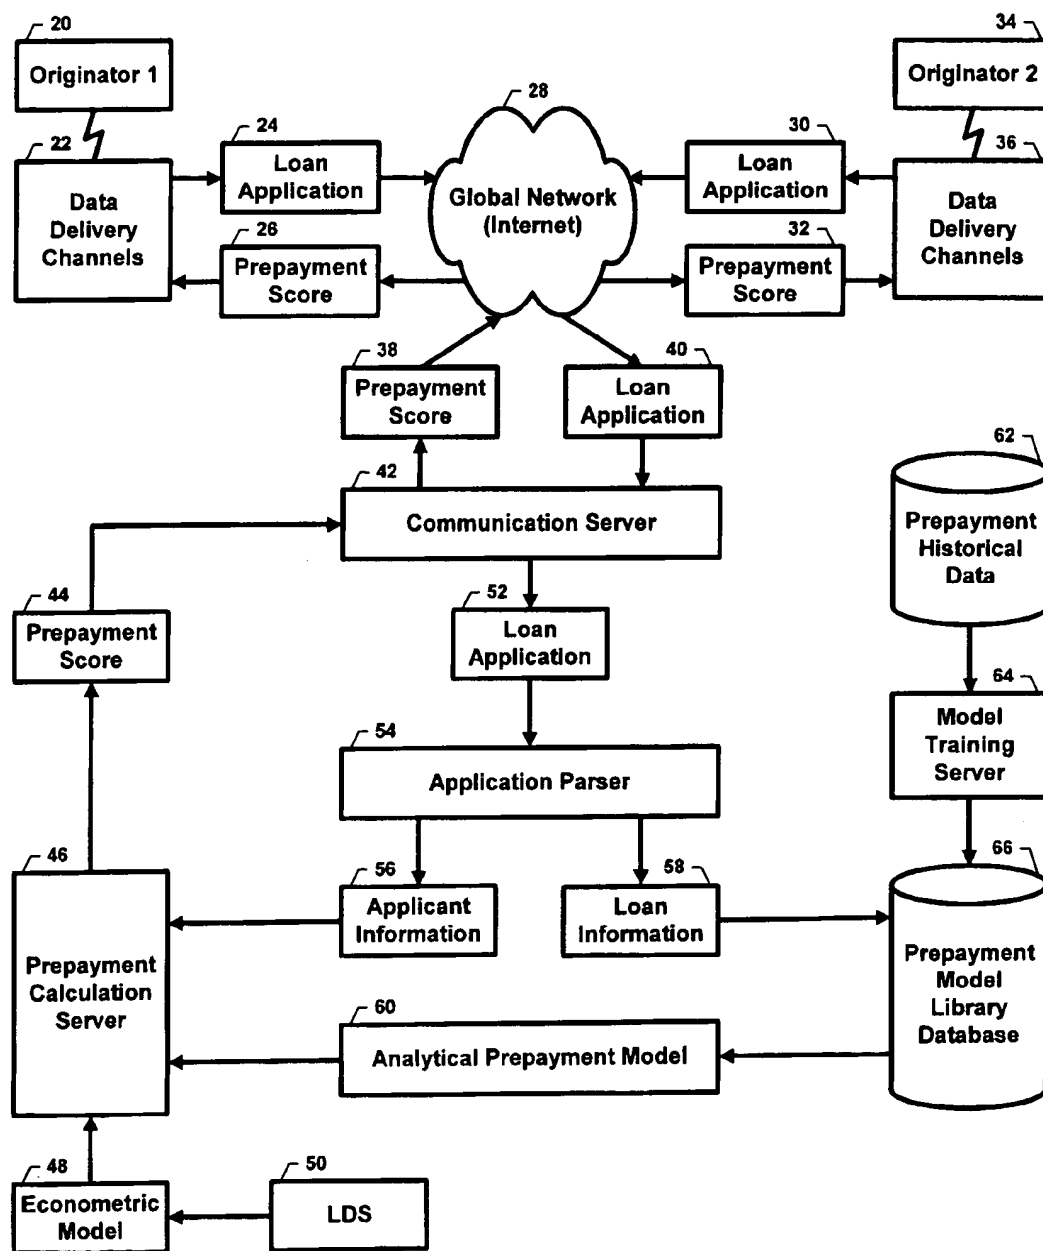 20
Originator 1
34
Originator 2
28
Global Network
(Internet)
22
Data
Delivery
Channels
24
Loan
Application
26
Prepayment
Score
30
Loan
Application
32
Prepayment
Score
36
Data
Delivery
Channels
38
Prepayment
Score
40
Loan
Application
42
Communication Server
62
Prepayment
Historical
Data
44
Prepayment
Score
52
Loan
Application
64
Model
Training
Server
54
Application Parser
46
Prepayment
Calculation
Server
56
Applicant
Information
58
Loan
Information
66
Prepayment
Model
Library
Database
60
Analytical Prepayment Model
48
Econometric
Model
50
LDS